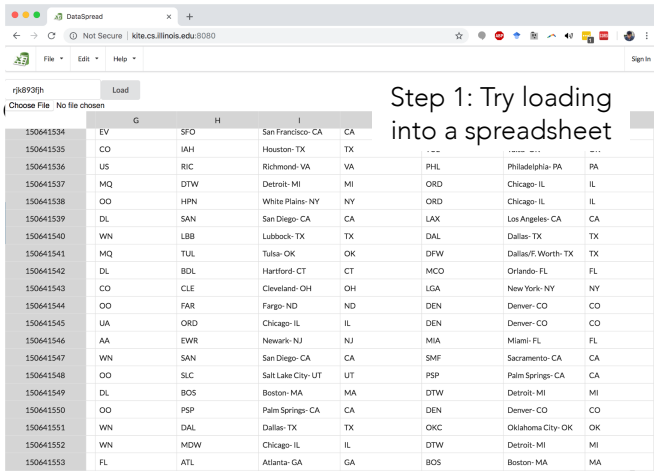 DataSpread
Not Secure | kite.cs.illinois.edu:8080
File Edit Help Sign In
rjk893fjh Load
Choose File No file chosen
Step 1: Try loading
into a spreadsheet
G H I
150641534 EV SFO San Francisco- CA CA
150641535 CO IAH Houston- TX TX
150641536 US RIC Richmond- VA VA PHL Philadelphia- PA PA
150641537 MQ DTW Detroit- MI MI ORD Chicago- IL IL
150641538 OO HPN White Plains- NY NY ORD Chicago- IL IL
150641539 DL SAN San Diego- CA CA LAX Los Angeles- CA CA
150641540 WN LBB Lubbock- TX TX DAL Dallas- TX TX
150641541 MQ TUL Tulsa- OK OK DFW Dallas/F. Worth- TX TX
150641542 DL BDL Hartford- CT CT MCO Orlando- FL FL
150641543 CO CLE Cleveland- OH OH LGA New York- NY NY
150641544 OO FAR Fargo- ND ND DEN Denver- CO CO
150641545 UA ORD Chicago- IL IL DEN Denver- CO CO
150641546 AA EWR Newark- NJ NJ MIA Miami- FL FL
150641547 WN SAN San Diego- CA CA SMF Sacramento- CA CA
150641548 OO SLC Salt Lake City- UT UT PSP Palm Springs- CA CA
150641549 DL BOS Boston- MA MA DTW Detroit- MI MI
150641550 OO PSP Palm Springs- CA CA DEN Denver- CO CO
150641551 WN DAL Dallas- TX TX OKC Oklahoma City- OK OK
150641552 WN MDW Chicago- IL IL DTW Detroit- MI MI
150641553 FL ATL Atlanta- GA GA BOS Boston- MA MA